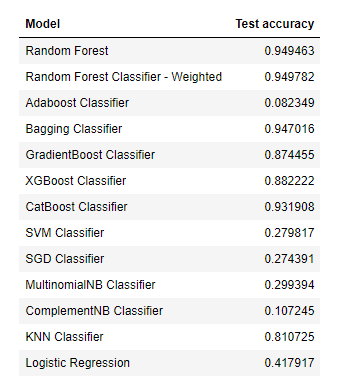 Model Test accuracy
Random Forest 0.949463
Random Forest Classifier - Weighted 0.949782
Adaboost Classifier 0.082349
Bagging Classifier 0.947016
GradientBoost Classifier 0.874455
XGBoost Classifier 0.882222
CatBoost Classifier 0.931908
SVM Classifier 0.279817
SGD Classifier 0.274391
MultinomialNB Classifier 0.299394
ComplementNB Classifier 0.107245
KNN Classifier 0.810725
Logistic Regression 0.417917